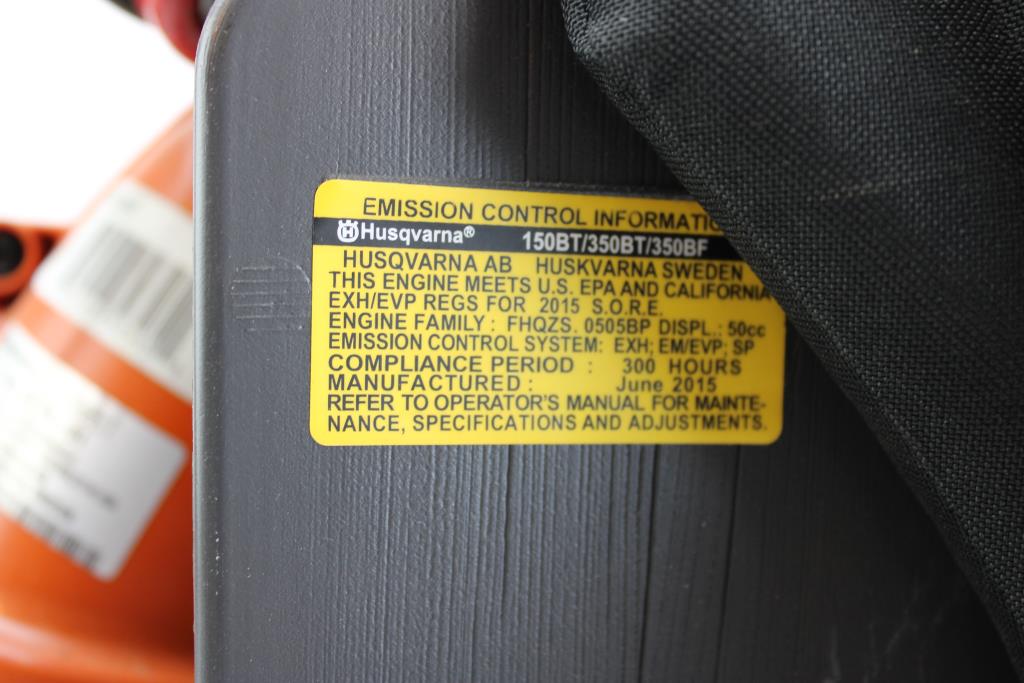 EMISSION CONTROL INFORMATIO
Husqvarna® 150BT/350BT/350BF
HUSQVARNA AB HUSKVARNA SWEDEN
THIS ENGINE MEETS U.S. EPA AND CALIFORNIA
EXH/EVP REGS FOR 2015 S.O.R.E.
ENGINE FAMILY : FHQZS. 0505BP DISPL.: 50cc
EMISSION CONTROL SYSTEM: EXH; EM/EVP; SP
COMPLIANCE PERIOD : 300 HOURS
MANUFACTURED : June 2015
REFER TO OPERATOR'S MANUAL FOR MAINTE-
NANCE, SPECIFICATIONS AND ADJUSTMENTS.